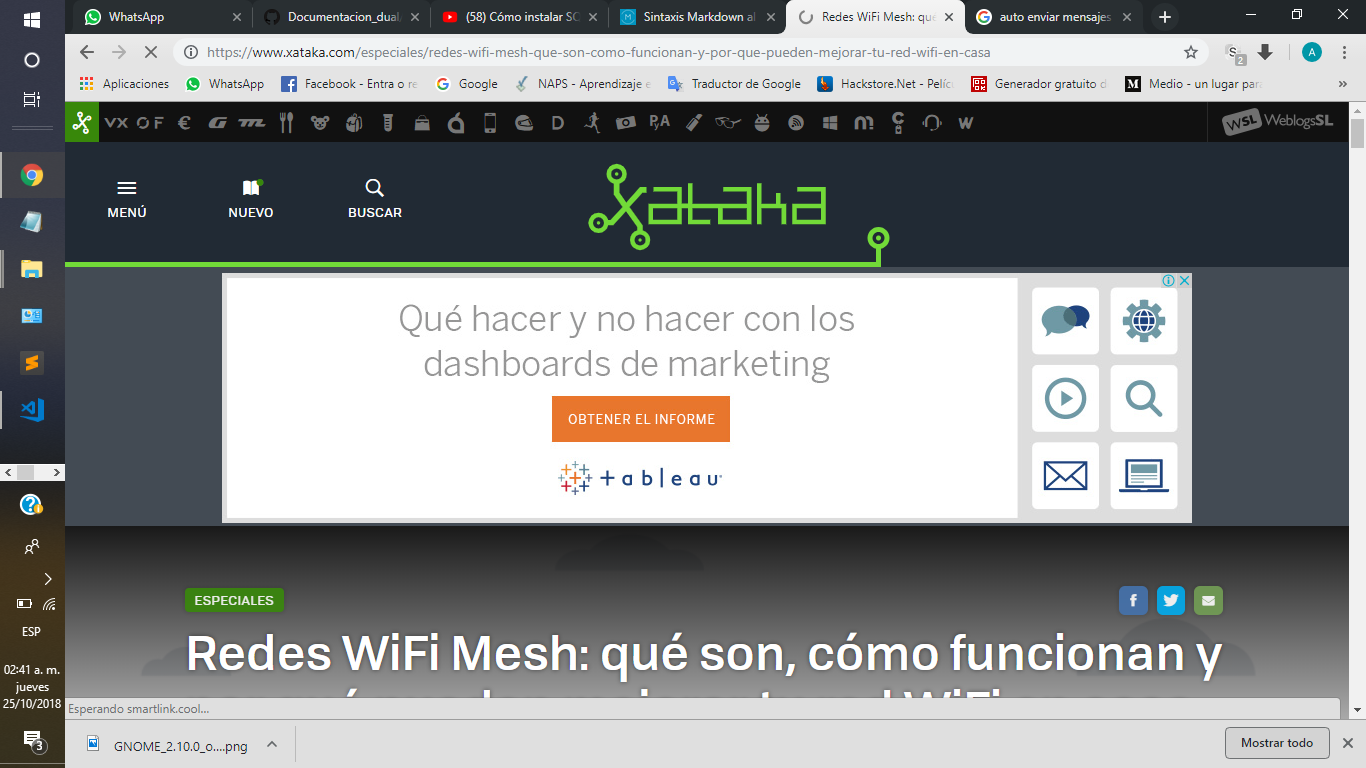 WhatsApp
Documentacion_dual
(58) Cómo instalar SC
Sintaxis Markdown al
Redes WiFi Mesh: qué
auto enviar mensajes
https://www.xataka.com/especiales/redes-wifi-mesh-que-son-como-funcionan-y-por-que-pueden-mejorar-tu-red-wifi-en-casa
S
2
A
Aplicaciones
WhatsApp
Facebook - Entra o re
Google
NAPS - Aprendizaje e
Traductor de Google
Hackstore.Net - Pelíc
Generador gratuito d
Medio - un lugar para
»
WSL WeblogsSL
MENÚ
NUEVO
BUSCAR
xataka
Qué hacer y no hacer con los
dashboards de marketing
OBTENER EL INFORME
tableau
ESPECIALES
Redes WiFi Mesh: qué son, cómo funcionan y
Esperando smartlink.cool...
GNOME_2.10.0_o....png
Mostrar todo
ESP
02:41 a. m.
jueves
25/10/2018
3